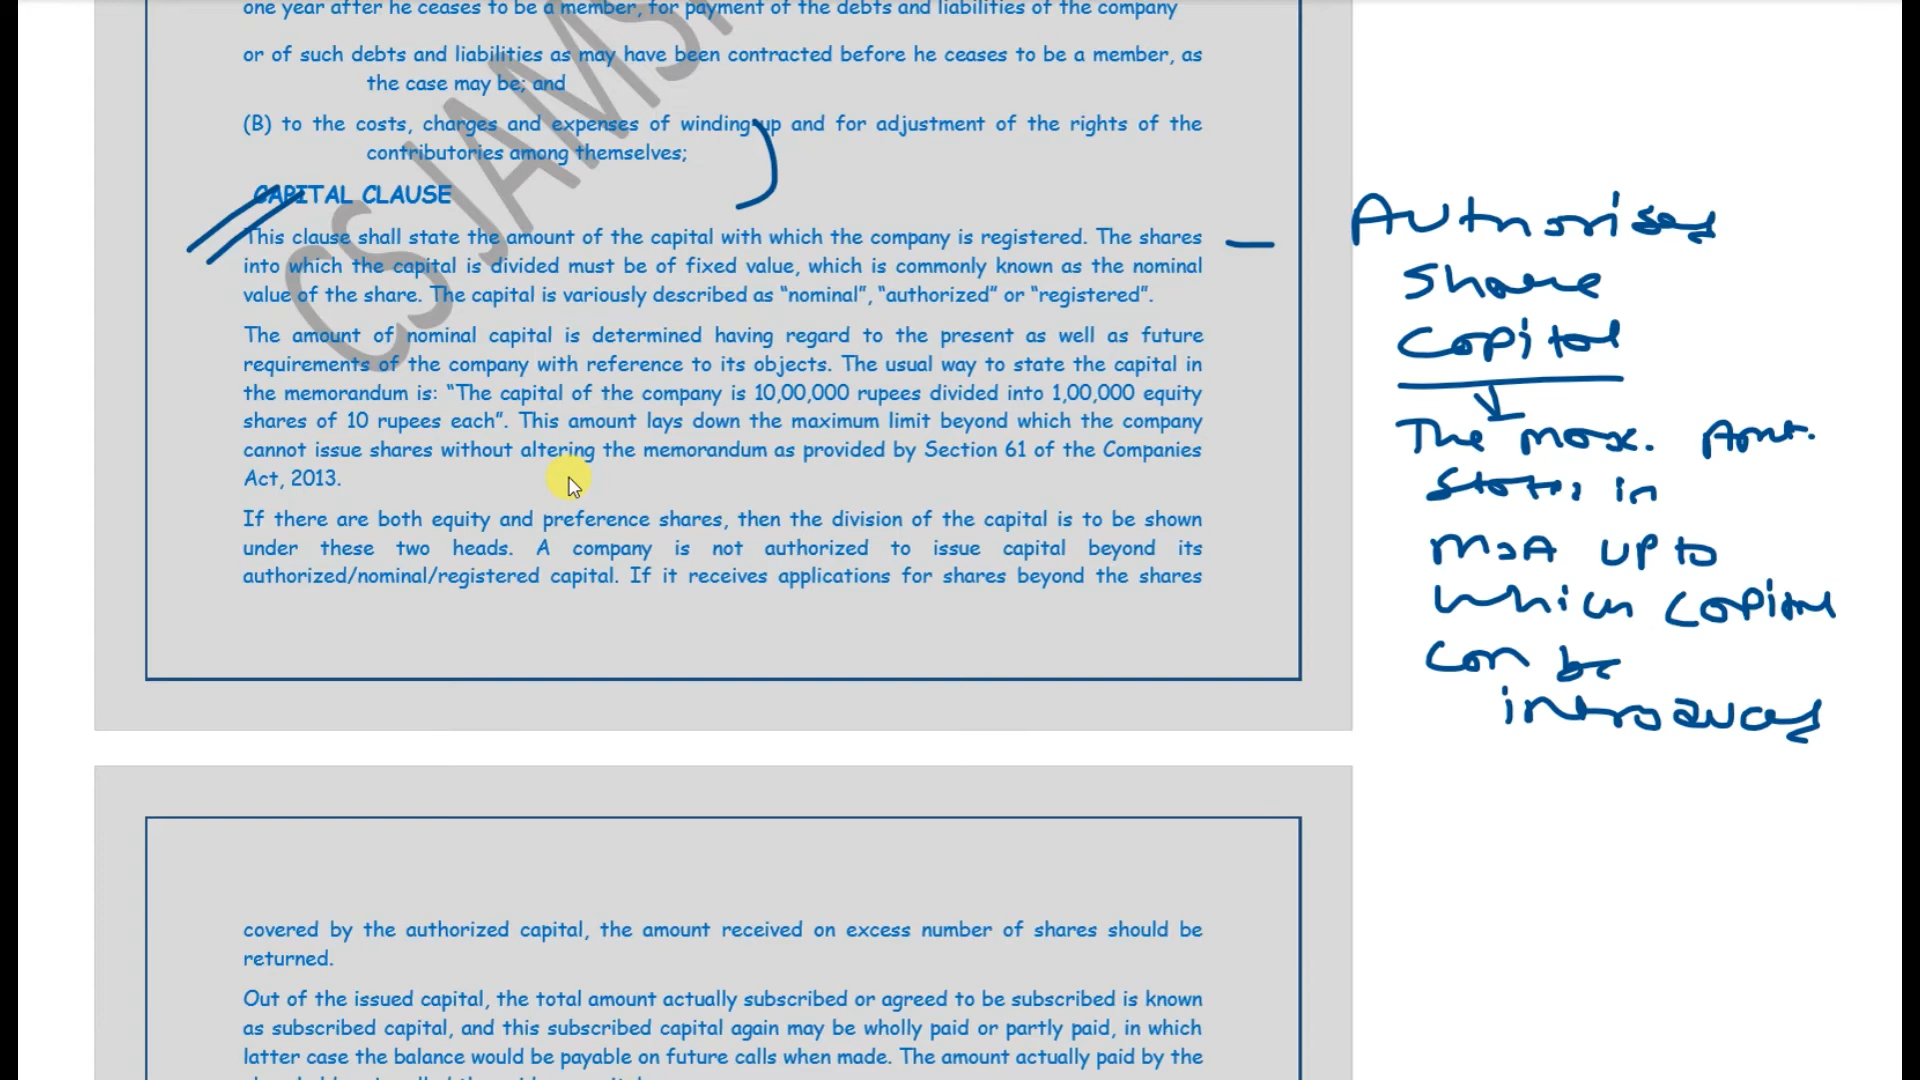 one year after he ceases to be a member, for payment of the debts and liabilities of the company
or of such debts and liabilities as may have been contracted before he ceases to be a member, as
the case may be; and
(B) to the costs, charges and expenses of winding-up and for adjustment of the rights of the
contributories among themselves;
CAPITAL CLAUSE
This clause shall state the amount of the capital with which the company is registered. The shares
into which the capital is divided must be of fixed value, which is commonly known as the nominal
value of the share. The capital is variously described as “nominal”, “authorized” or “registered”.
The amount of nominal capital is determined having regard to the present as well as future
requirements of the company with reference to its objects. The usual way to state the capital in
the memorandum is: “The capital of the company is 10,00,000 rupees divided into 1,00,000 equity
shares of 10 rupees each”. This amount lays down the maximum limit beyond which the company
cannot issue shares without altering the memorandum as provided by Section 61 of the Companies
Act, 2013.
If there are both equity and preference shares, then the division of the capital is to be shown
under these two heads. A company is not authorized to issue capital beyond its
authorized/nominal/registered capital. If it receives applications for shares beyond the shares
covered by the authorized capital, the amount received on excess number of shares should be
returned.
Out of the issued capital, the total amount actually subscribed or agreed to be subscribed is known
as subscribed capital, and this subscribed capital again may be wholly paid or partly paid, in which
latter case the balance would be payable on future calls when made. The amount actually paid by the
CS JAMS
— Authorised
Share
Capital
The max. Amt.
in
MOA up to
which capital
can be
introduced